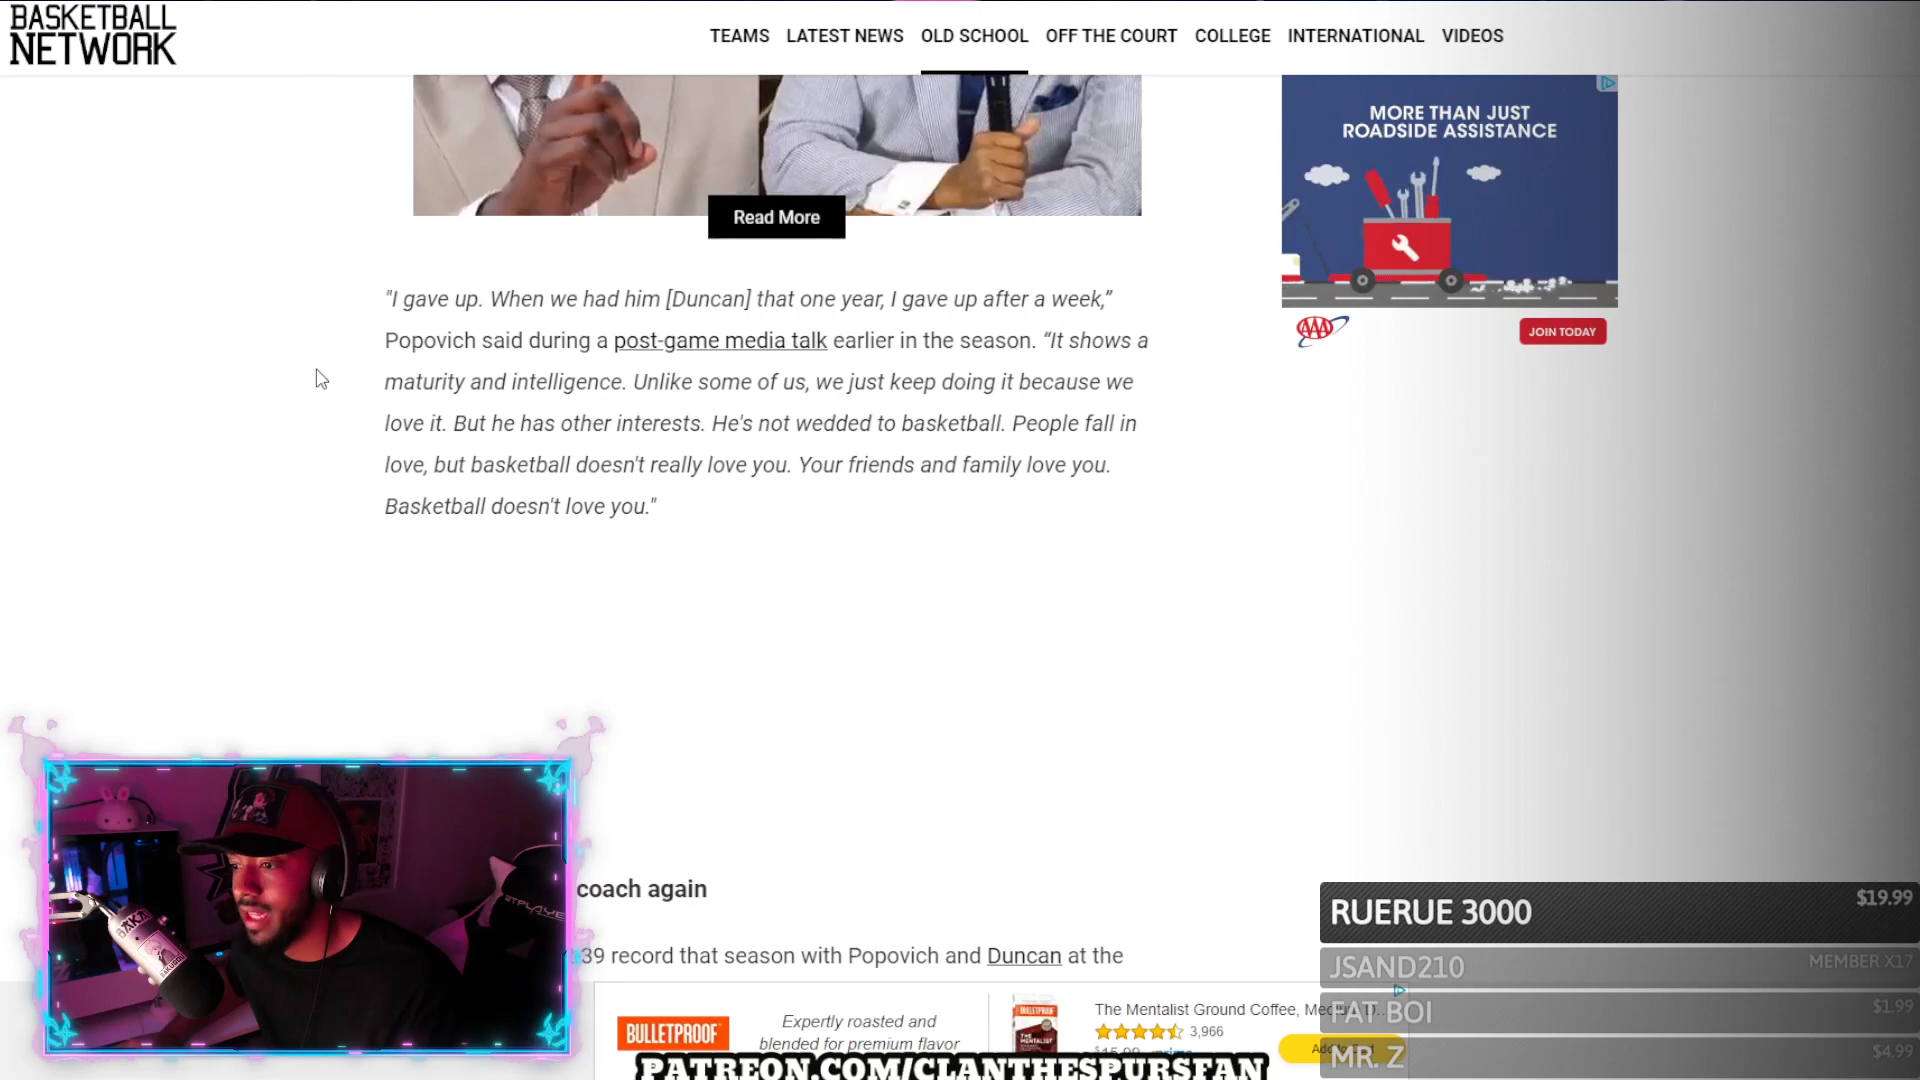 BASKETBALL
NETWORK
TEAMS LATEST NEWS OLD SCHOOL OFF THE COURT COLLEGE INTERNATIONAL VIDEOS
MORE THAN JUST
ROADSIDE ASSISTANCE
AAA
JOIN TODAY
Read More
"I gave up. When we had him [Duncan] that one year, I gave up after a week,”
Popovich said during a post-game media talk earlier in the season. “It shows a
maturity and intelligence. Unlike some of us, we just keep doing it because we
love it. But he has other interests. He's not wedded to basketball. People fall in
love, but basketball doesn't really love you. Your friends and family love you.
Basketball doesn't love you."
coach again
39 record that season with Popovich and Duncan at the
BULLETPROOF
Expertly roasted and
blended for premium flavor
BULLETPROOF
THE
MENTALIST
The Mentalist Ground Coffee,
3,966
$15.99 prime
RUERUE 3000 $19.99
JSAND210 MEMBER X17
FAT BOI $1.99
MR. Z $4.99
PATREON.COM/CLANTHESPURSFAN